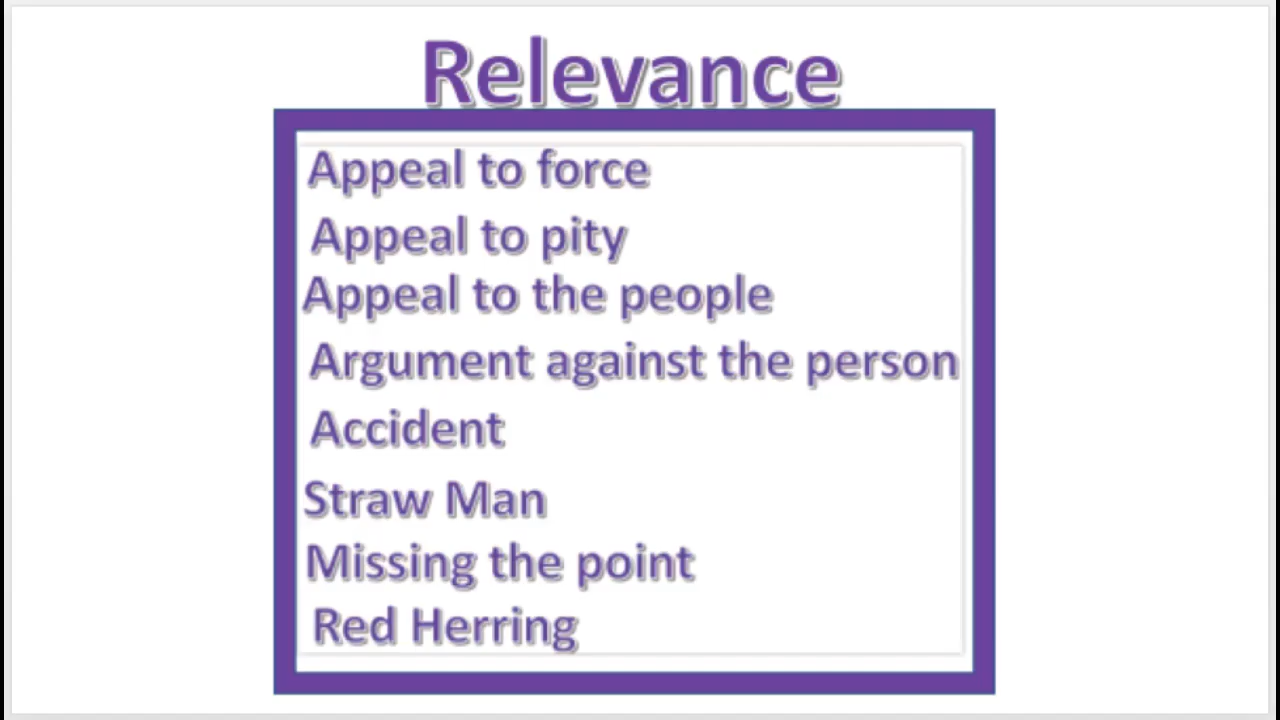 Relevance
Appeal to force
Appeal to pity
Appeal to the people
Argument against the person
Accident
Straw Man
Missing the point
Red Herring